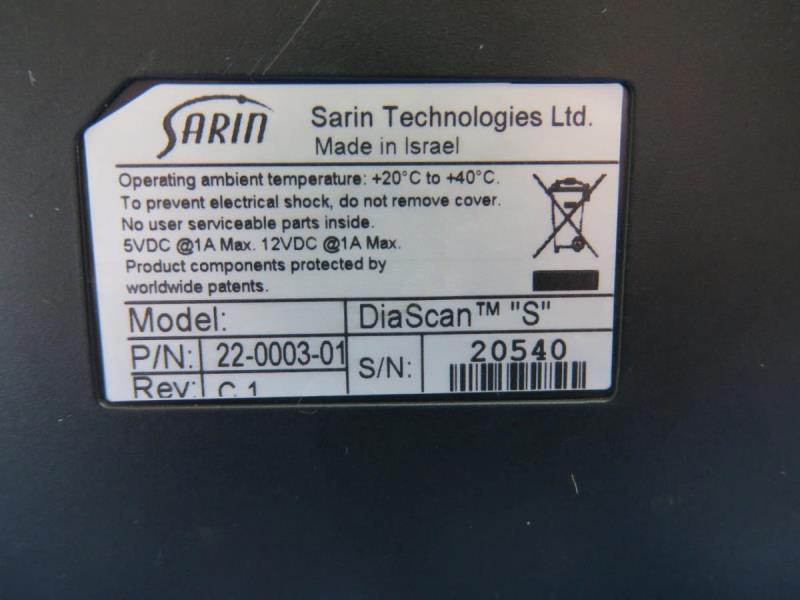 SARIN
Sarin Technologies Ltd.
Made in Israel
Operating ambient temperature: +20°C to +40°C.
To prevent electrical shock, do not remove cover.
No user serviceable parts inside.
5VDC @1A Max. 12VDC @1A Max.
Product components protected by
worldwide patents.
Model: DiaScan™ "S"
P/N: 22-0003-01
S/N: 20540
Rev: C.1